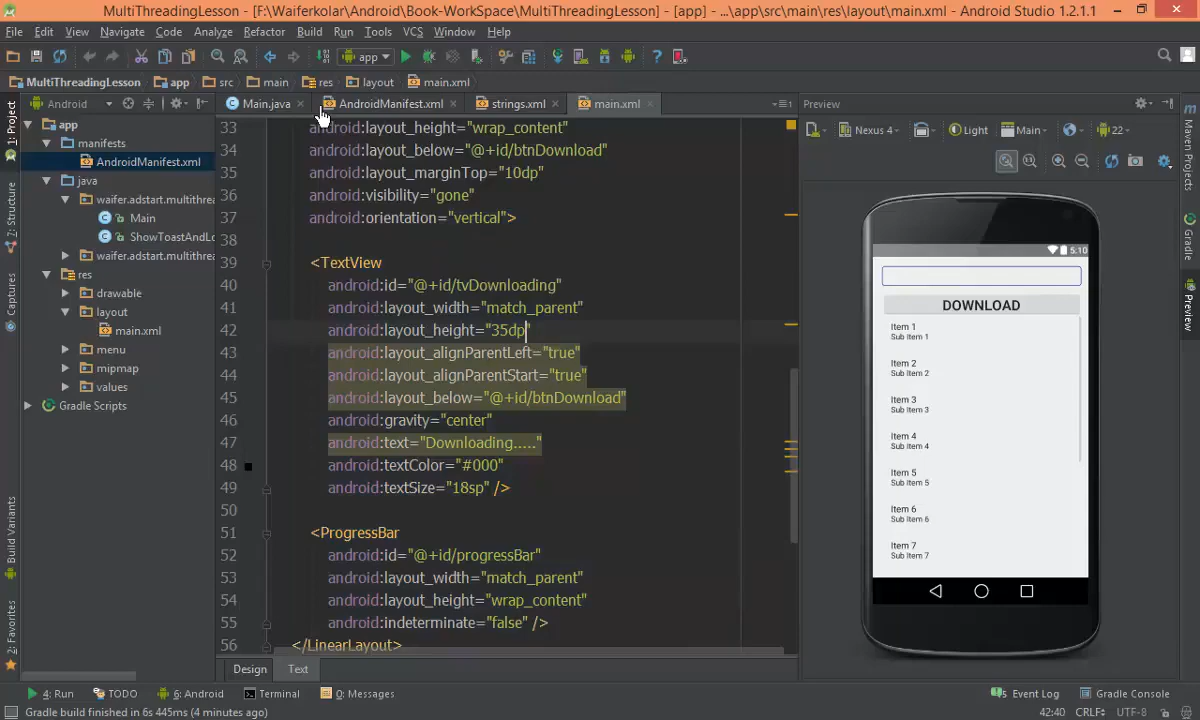 MultiThreadingLesson - [F:\Waiferkolar\Android\Book-WorkSpace\MultiThreadingLesson] - [app] - ...\app\src\main\res\layout\main.xml - Android Studio 1.2.1.1
File Edit View Navigate Code Analyze Refactor Build Run Tools VCS Window Help
app
MultiThreadingLesson app src main res layout main.xml
Android
Main.java AndroidManifest.xml strings.xml main.xml
Preview
Nexus 4 Light Main 22
1: Project
7: Structure
Captures
Build Variants
2: Favorites
app
manifests
AndroidManifest.xml
java
waifer.adstart.multithrea
Main
ShowToastAndLo
waifer.adstart.multithrea
res
drawable
layout
main.xml
menu
mipmap
values
Gradle Scripts
33 android:layout_height="wrap_content"
34 android:layout_below="@+id/btnDownload"
35 android:layout_marginTop="10dp"
36 android:visibility="gone"
37 android:orientation="vertical">
38
39 <TextView
40 android:id="@+id/tvDownloading"
41 android:layout_width="match_parent"
42 android:layout_height="35dp"
43 android:layout_alignParentLeft="true"
44 android:layout_alignParentStart="true"
45 android:layout_below="@+id/btnDownload"
46 android:gravity="center"
47 android:text="Downloading....."
48 android:textColor="#000"
49 android:textSize="18sp" />
50
51 <ProgressBar
52 android:id="@+id/progressBar"
53 android:layout_width="match_parent"
54 android:layout_height="wrap_content"
55 android:indeterminate="false" />
56 </LinearLayout>
5:10
DOWNLOAD
Item 1
Sub Item 1
Item 2
Sub Item 2
Item 3
Sub Item 3
Item 4
Sub Item 4
Item 5
Sub Item 5
Item 6
Sub Item 6
Item 7
Sub Item 7
Maven Projects
Gradle
Preview
Design Text
4: Run TODO 6: Android Terminal 0: Messages Event Log Gradle Console
Gradle build finished in 6s 445ms (4 minutes ago) 42:40 CRLF UTF-8